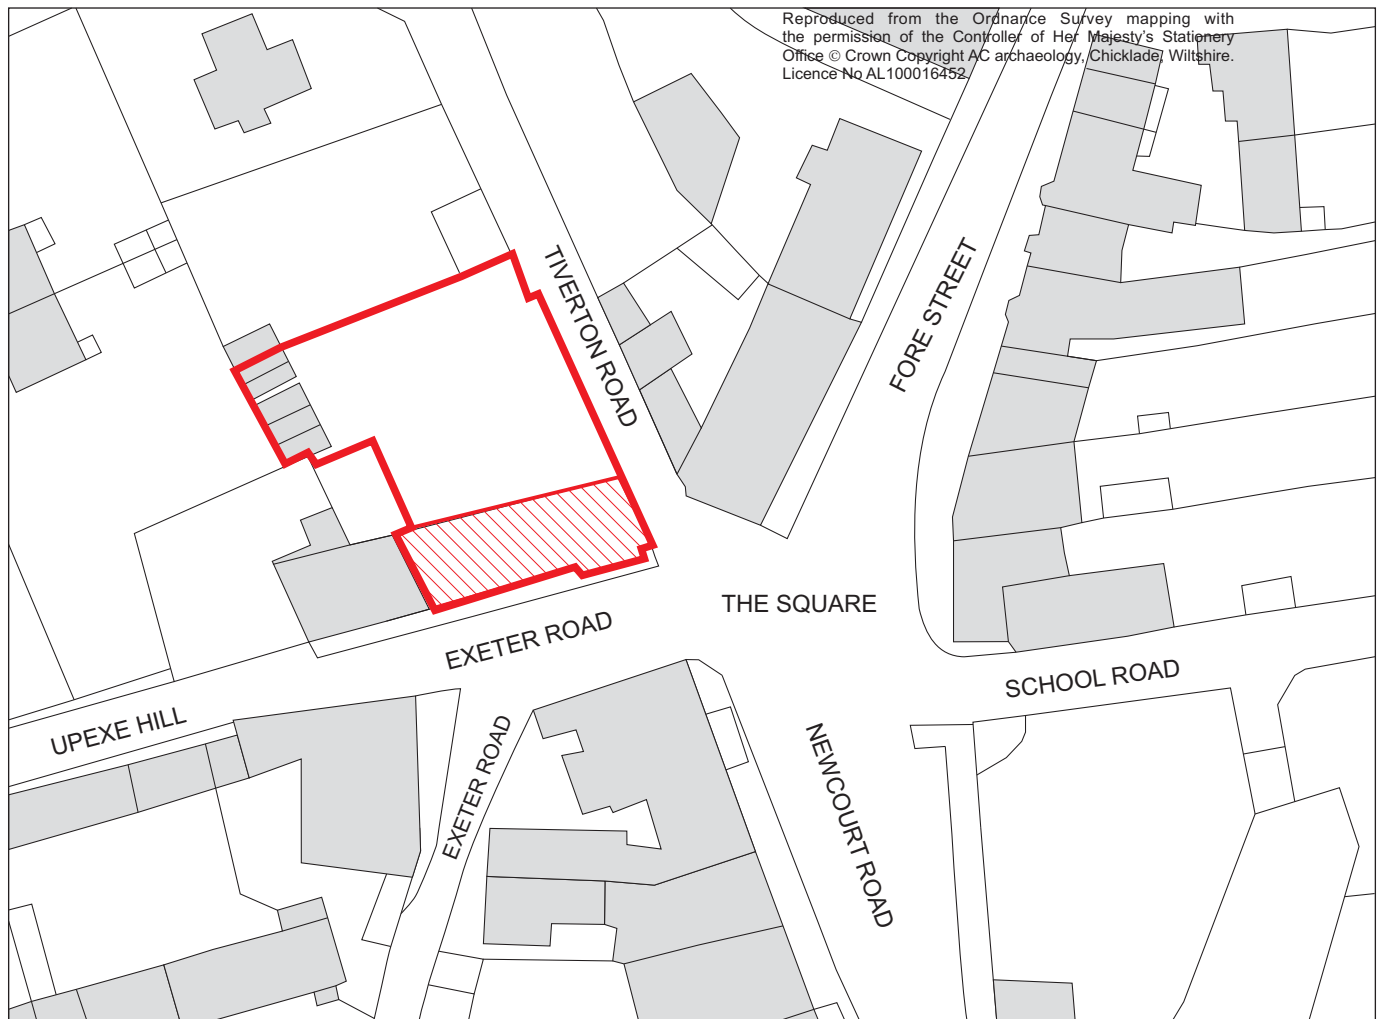 Reproduced from the Ordnance Survey mapping with
the permission of the Controller of Her Majesty's Stationery
Office © Crown Copyright AC archaeology, Chicklade, Wiltshire.
Licence No AL100016452
TIVERTON ROAD
FORE STREET
THE SQUARE
EXETER ROAD
SCHOOL ROAD
UPEXE HILL
EXETER ROAD
NEWCOURT ROAD